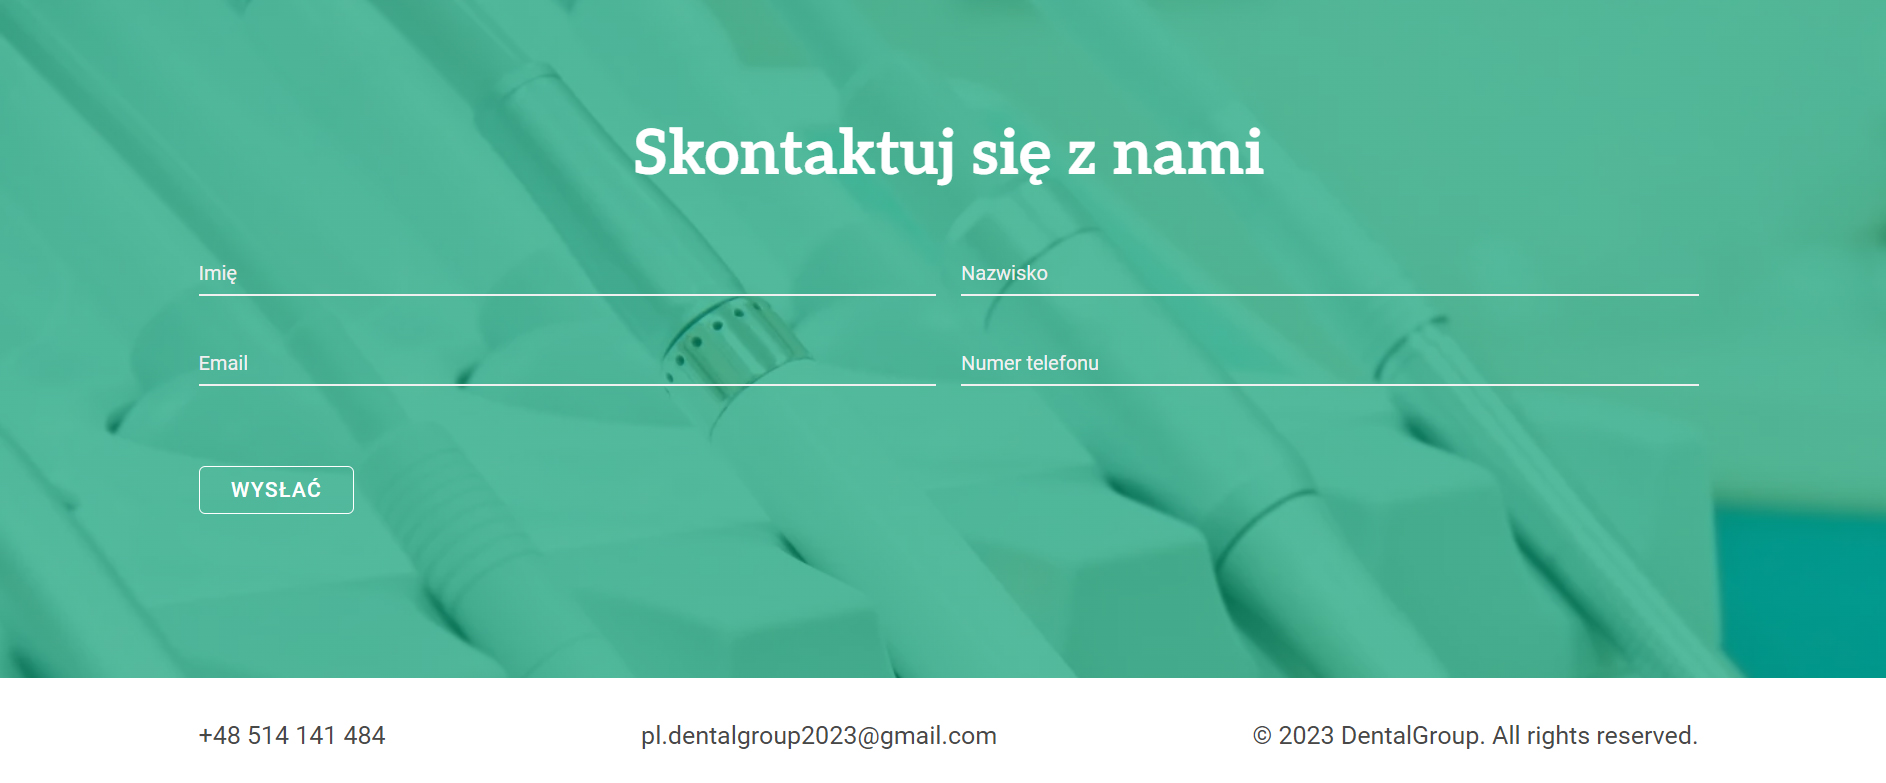 Skontaktuj się z nami
Imię
Nazwisko
Email
Numer telefonu
WYSŁAĆ
+48 514 141 484
pl.dentalgroup2023@gmail.com
© 2023 DentalGroup. All rights reserved.